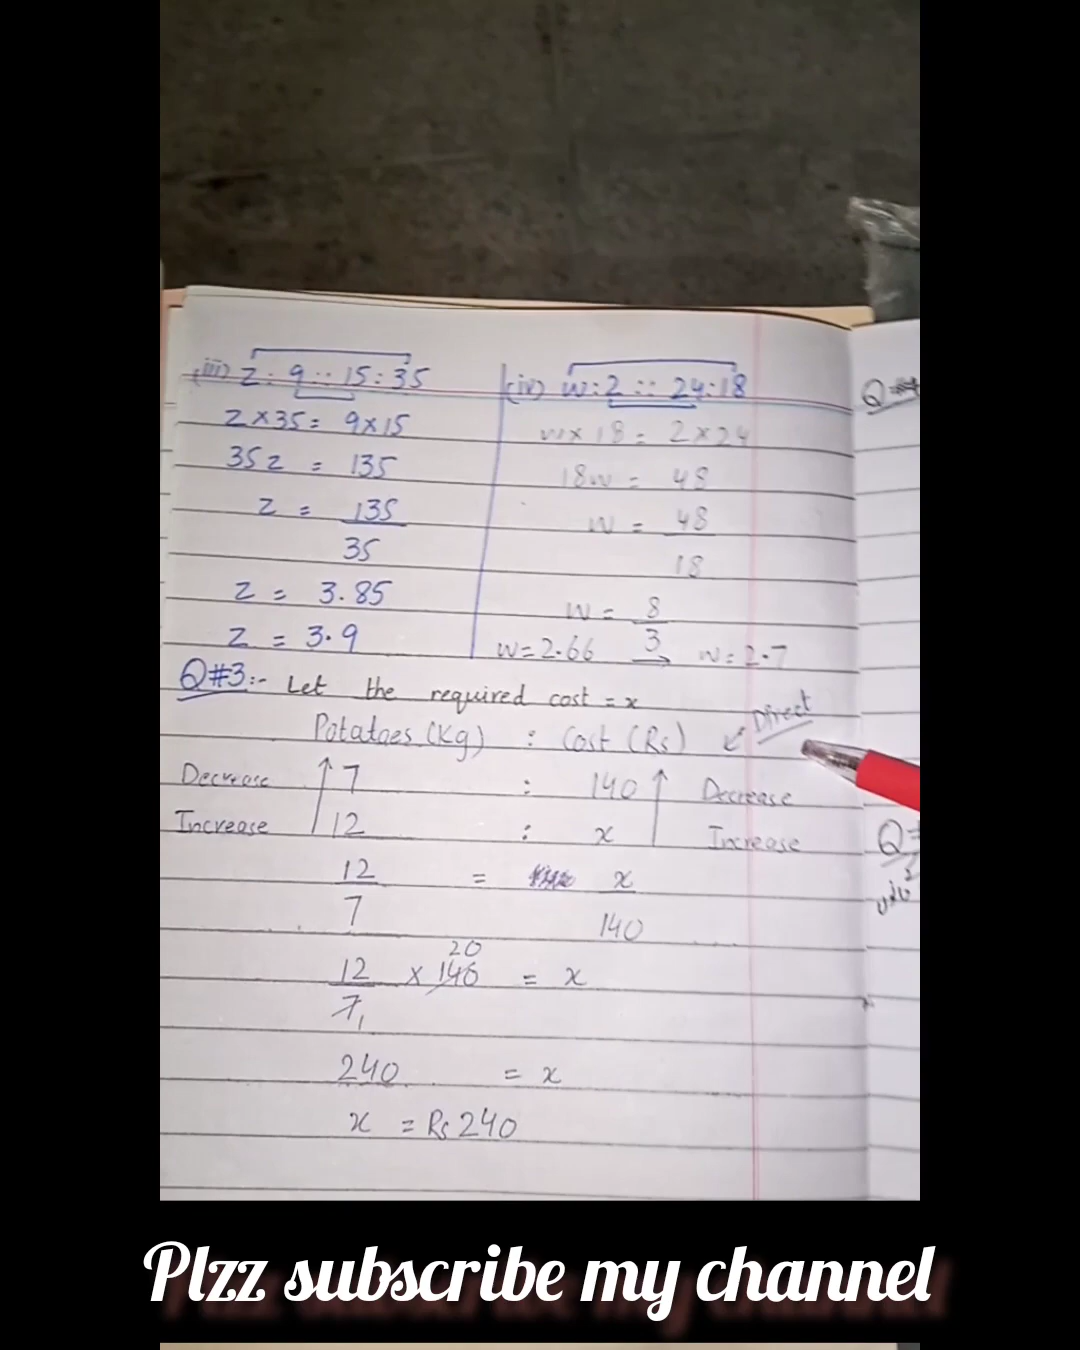 (iii) Z : 9 :: 15 : 35
Z × 35 = 9 × 15
35 z = 135
z = 135
35
z = 3.85
z = 3.9
(iv) w : 2 :: 24 : 18
w × 18 = 2 × 24
18w = 48
w = 48
18
w = 8
3
w = 2.66 → w = 2.7
Q#3:- Let the required cost = x
Potatoes (Kg) : Cost (Rs) Direct
Decrease 7 : 140 Decrease
Increase 12 : x Increase
12 = x
7 140
20
12 × 140 = x
7 1
240 = x
x = Rs 240
Plzz subscribe my channel